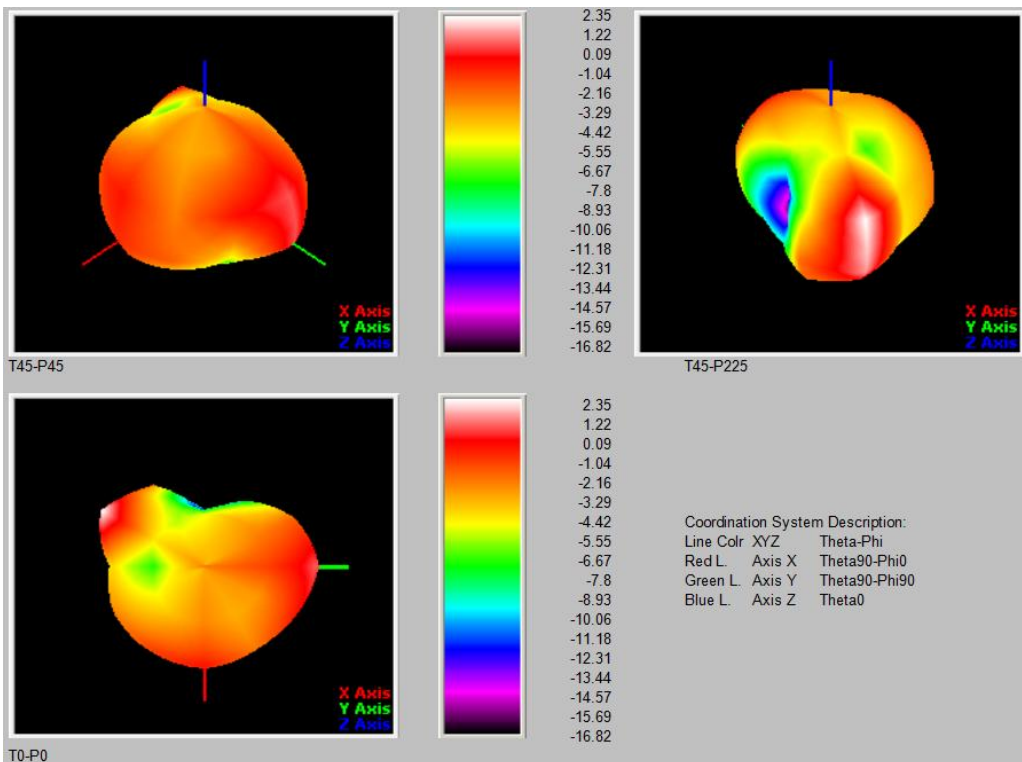 2.35
1.22
0.09
-1.04
-2.16
-3.29
-4.42
-5.55
-6.67
-7.8
-8.93
-10.06
-11.18
-12.31
-13.44
-14.57
-15.69
-16.82
X Axis
Y Axis
Z Axis
T45-P45
X Axis
Y Axis
Z Axis
T45-P225
2.35
1.22
0.09
-1.04
-2.16
-3.29
-4.42
-5.55
-6.67
-7.8
-8.93
-10.06
-11.18
-12.31
-13.44
-14.57
-15.69
-16.82
X Axis
Y Axis
Z Axis
T0-P0
Coordination System Description:
Line Colr XYZ Theta-Phi
Red L. Axis X Theta90-Phi0
Green L. Axis Y Theta90-Phi90
Blue L. Axis Z Theta0